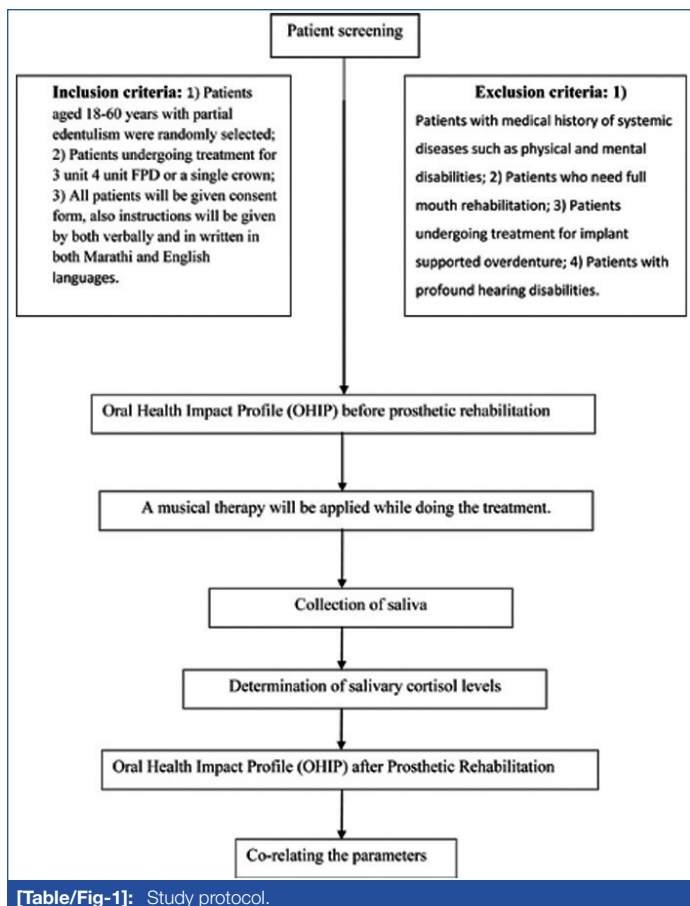 Patient screening
Inclusion criteria: 1) Patients
aged 18-60 years with partial
edentulism were randomly selected;
2) Patients undergoing treatment for
3 unit 4 unit FPD or a single crown;
3) All patients will be given consent
form, also instructions will be given
by both verbally and in written in
both Marathi and English
languages.
Exclusion criteria: 1)
Patients with medical history of systemic
diseases such as physical and mental
disabilities; 2) Patients who need full
mouth rehabilitation; 3) Patients
undergoing treatment for implant
supported overdenture; 4) Patients with
profound hearing disabilities.
Oral Health Impact Profile (OHIP) before prosthetic rehabilitation
A musical therapy will be applied while doing the treatment.
Collection of saliva
Determination of salivary cortisol levels
Oral Health Impact Profile (OHIP) after Prosthetic Rehabilitation
Co-relating the parameters
[Table/Fig-1]: Study protocol.